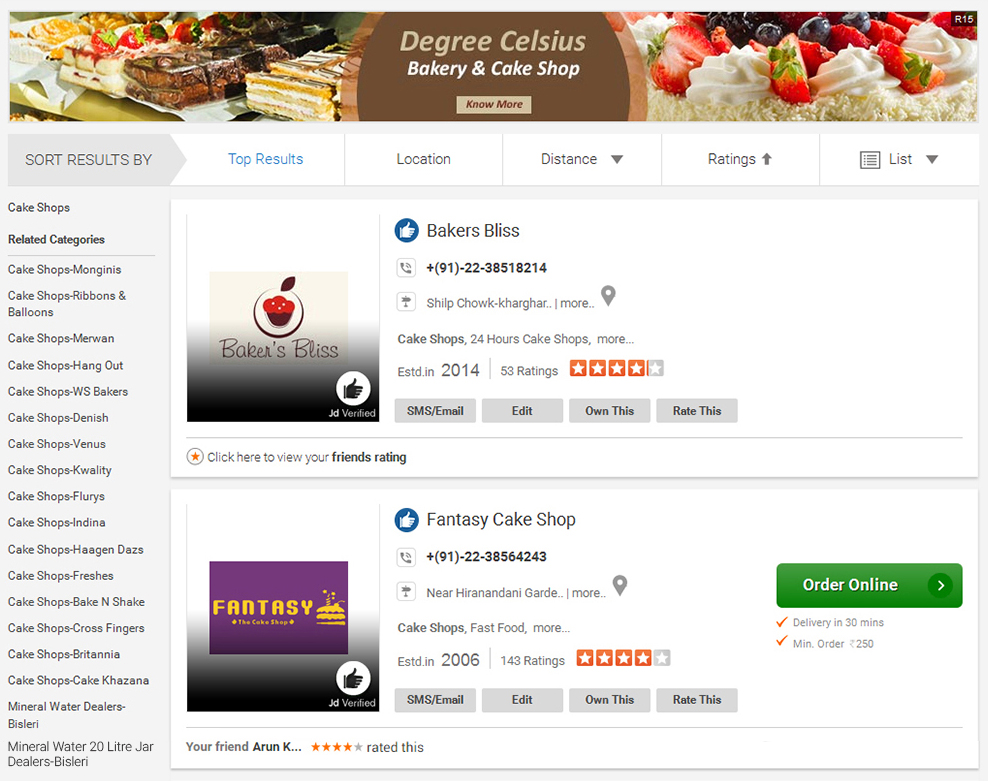 R15
Degree Celsius
Bakery & Cake Shop
Know More
SORT RESULTS BY
Top Results
Location
Distance
Ratings
List
Cake Shops
Related Categories
Cake Shops-Monginis
Cake Shops-Ribbons &
Balloons
Cake Shops-Merwan
Cake Shops-Hang Out
Cake Shops-WS Bakers
Cake Shops-Denish
Cake Shops-Venus
Cake Shops-Kwality
Cake Shops-Flurys
Cake Shops-Indina
Cake Shops-Haagen Dazs
Cake Shops-Freshes
Cake Shops-Bake N Shake
Cake Shops-Cross Fingers
Cake Shops-Britannia
Cake Shops-Cake Khazana
Mineral Water Dealers-
Bisleri
Mineral Water 20 Litre Jar
Dealers-Bisleri
Baker's Bliss
Jd Verified
Bakers Bliss
+(91)-22-38518214
Shilp Chowk-kharghar.. | more..
Cake Shops, 24 Hours Cake Shops, more...
Estd.in 2014 53 Ratings
SMS/Email Edit Own This Rate This
Click here to view your friends rating
FANTASY
The Cake Shop
Jd Verified
Fantasy Cake Shop
+(91)-22-38564243
Near Hiranandani Garde.. | more..
Cake Shops, Fast Food, more...
Estd.in 2006 143 Ratings
SMS/Email Edit Own This Rate This
Order Online
Delivery in 30 mins
Min. Order ₹250
Your friend Arun K... rated this